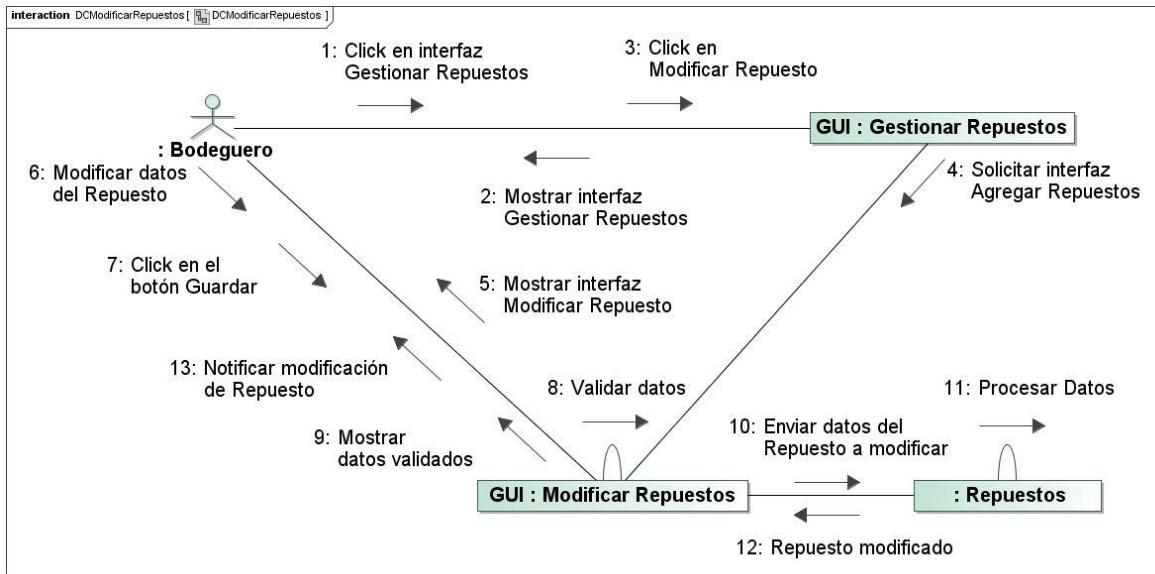 interaction DCModificarRepuestos [ DCModificarRepuestos ]
1: Click en interfaz
Gestionar Repuestos
3: Click en
Modificar Repuesto
: Bodeguero
GUI : Gestionar Repuestos
2: Mostrar interfaz
Gestionar Repuestos
4: Solicitar interfaz
Agregar Repuestos
6: Modificar datos
del Repuesto
7: Click en el
botón Guardar
5: Mostrar interfaz
Modificar Repuesto
13: Notificar modificación
de Repuesto
8: Validar datos
11: Procesar Datos
9: Mostrar
datos validados
10: Enviar datos del
Repuesto a modificar
GUI : Modificar Repuestos
: Repuestos
12: Repuesto modificado